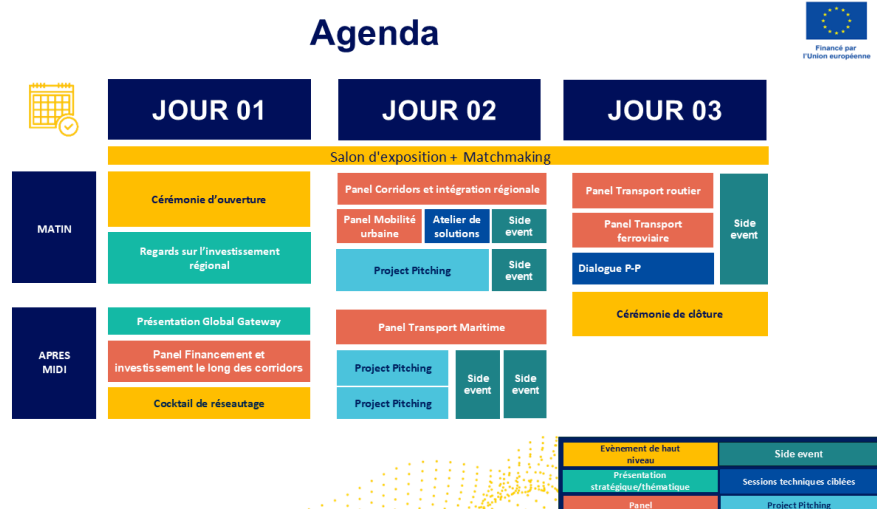 Agenda
Financé par
l'Union européenne
JOUR 01
JOUR 02
JOUR 03
Salon d'exposition + Matchmaking
MATIN
Cérémonie d'ouverture
Regards sur l'investissement
régional
Panel Corridors et intégration régionale
Panel Mobilité
urbaine
Atelier de
solutions
Side
event
Project Pitching
Side
event
Panel Transport routier
Panel Transport
ferroviaire
Dialogue P-P
Side
event
Cérémonie de clôture
APRES
MIDI
Présentation Global Gateway
Panel Financement et
investissement le long des corridors
Cocktail de réseautage
Panel Transport Maritime
Project Pitching
Project Pitching
Side
event
Side
event
Evènement de haut
niveau
Side event
Présentation
stratégique/thématique
Sessions techniques ciblées
Panel
Project Pitching